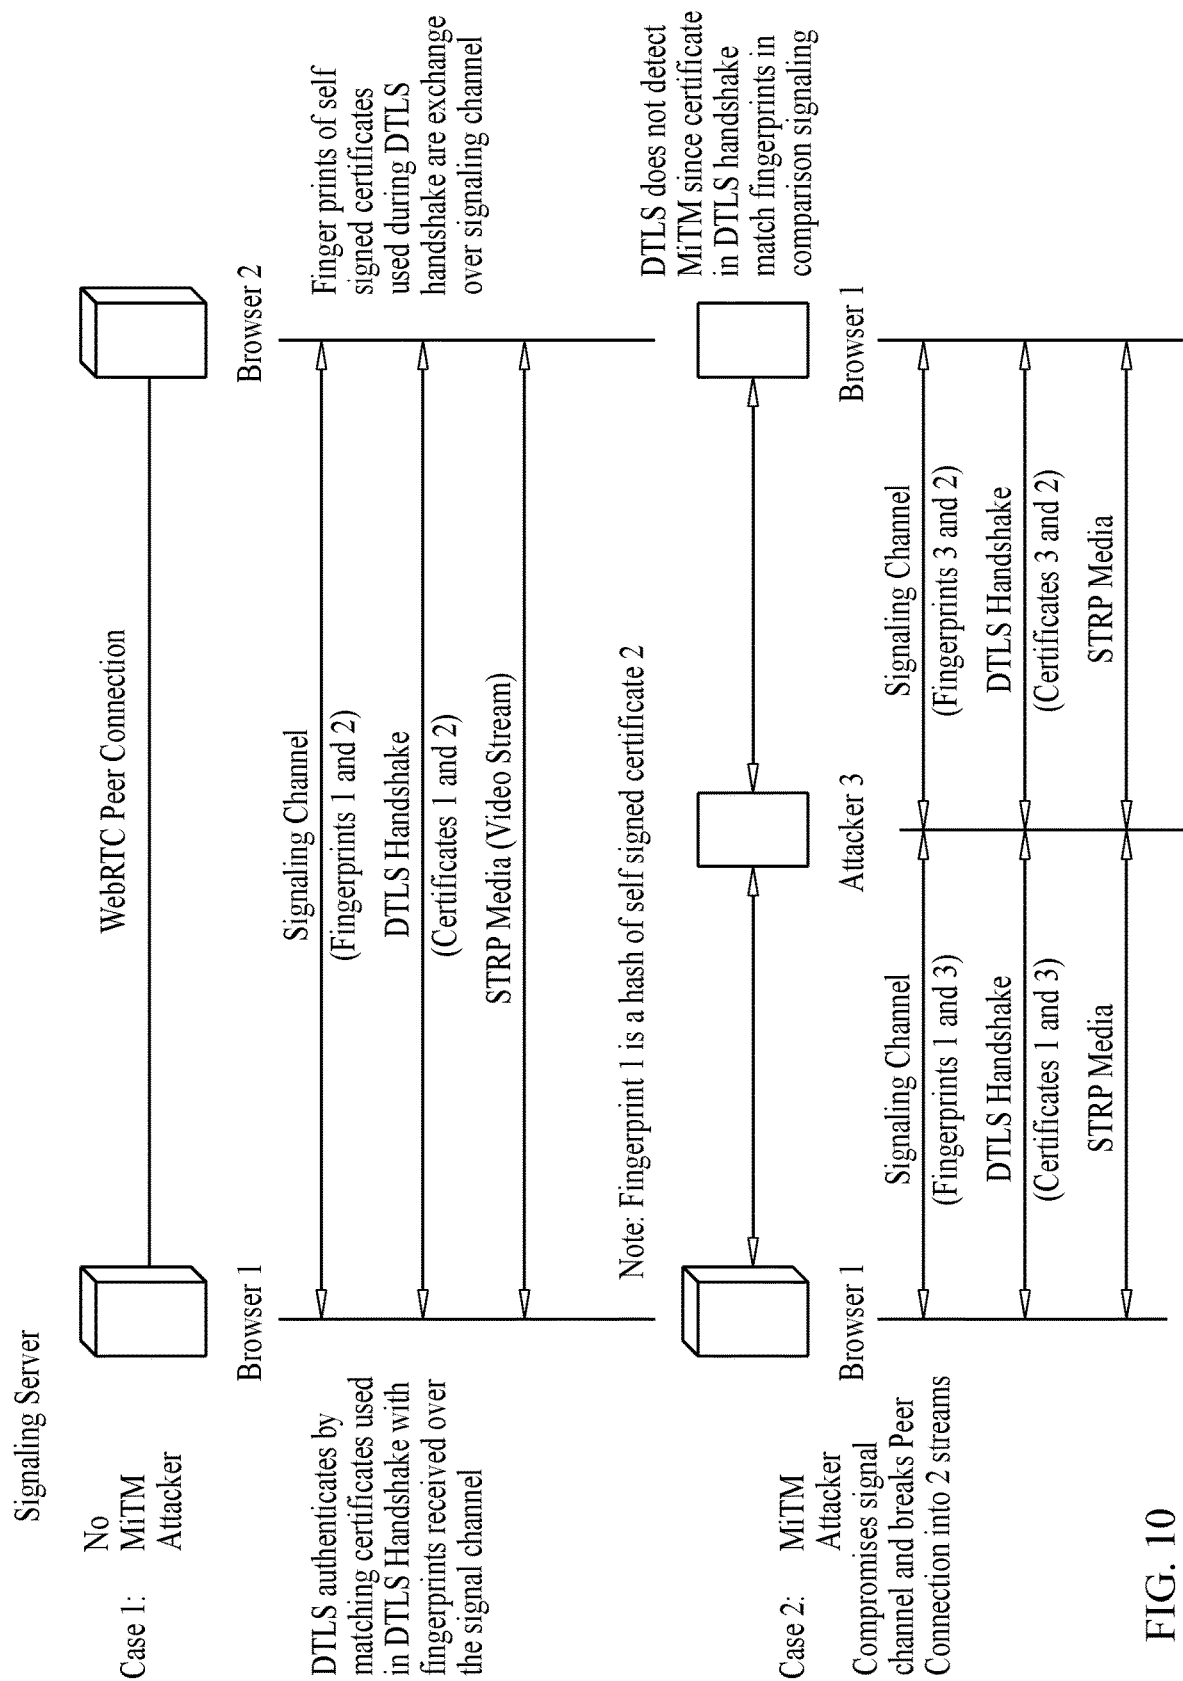 Signaling Server
Case 1:
No
MiTM
Attacker
WebRTC Peer Connection
Browser 1
Browser 2
DTLS authenticates by
matching certificates used
in DTLS Handshake with
fingerprints received over
the signal channel
Signaling Channel
(Fingerprints 1 and 2)
DTLS Handshake
(Certificates 1 and 2)
STRP Media (Video Stream)
Finger prints of self
signed certificates
used during DTLS
handshake are exchange
over signaling channel
Note: Fingerprint 1 is a hash of self signed certificate 2
Case 2:
MiTM
Attacker
Compromises signal
channel and breaks Peer
Connection into 2 streams
Browser 1
Attacker 3
Browser 1
DTLS does not detect
MiTM since certificate
in DTLS handshake
match fingerprints in
comparison signaling
Signaling Channel
(Fingerprints 1 and 3)
DTLS Handshake
(Certificates 1 and 3)
STRP Media
Signaling Channel
(Fingerprints 3 and 2)
DTLS Handshake
(Certificates 3 and 2)
STRP Media
FIG. 10